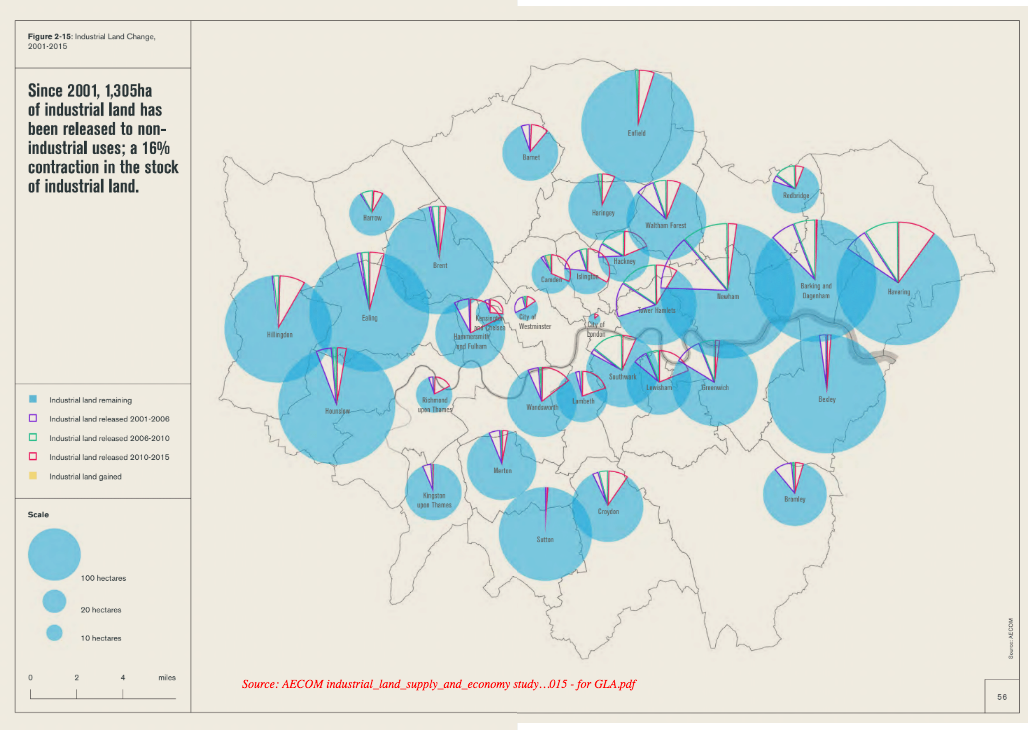 Figure 2-15: Industrial Land Change,
2001-2015
Since 2001, 1,305ha
of industrial land has
been released to non-
industrial uses; a 16%
contraction in the stock
of industrial land.
Industrial land remaining
Industrial land released 2001-2006
Industrial land released 2006-2010
Industrial land released 2010-2015
Industrial land gained
Scale
100 hectares
20 hectares
10 hectares
0 2 4 miles
Enfield
Barnet
Redbridge
Haringey
Waltham Forest
Harrow
Brent
Hackney
Camden
Islington
Newham
Barking and
Dagenham
Havering
Tower Hamlets
Ealing
Hillingdon
Kensington
and Chelsea
City of
Westminster
City of
London
Hammersmith
and Fulham
Southwark
Lewisham
Greenwich
Bexley
Hounslow
Richmond
upon Thames
Wandsworth
Lambeth
Merton
Kingston
upon Thames
Croydon
Bromley
Sutton
Source: AECOM industrial_land_supply_and_economy study...015 - for GLA.pdf
Source: AECOM
56